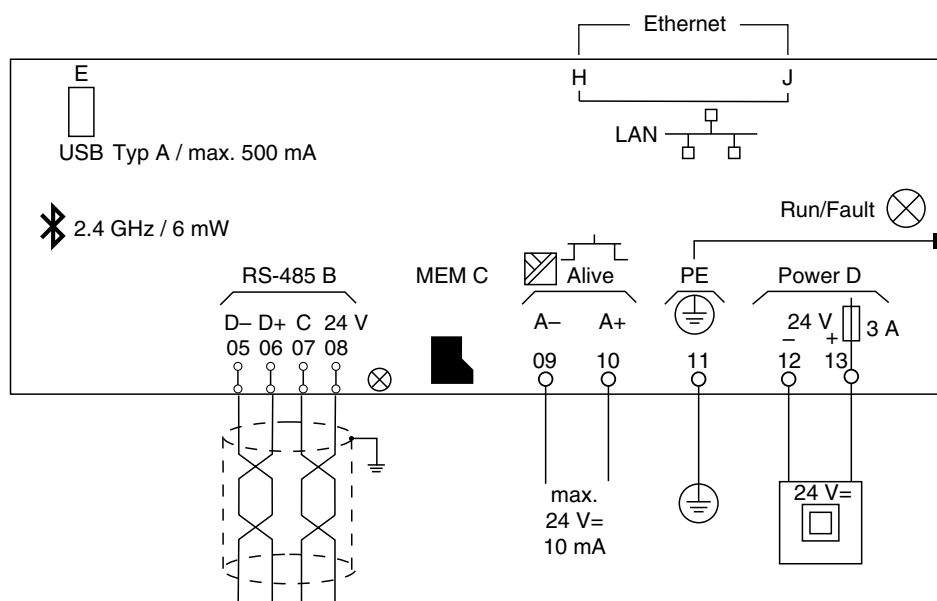 Ethernet
E
H J
USB Typ A / max. 500 mA
LAN
2.4 GHz / 6 mW
Run/Fault
RS-485 B
MEM C
Alive
PE
Power D
D– D+ C 24 V
05 06 07 08
A– A+
09 10
11
24 V
– +
3 A
12 13
max.
24 V=
10 mA
24 V=